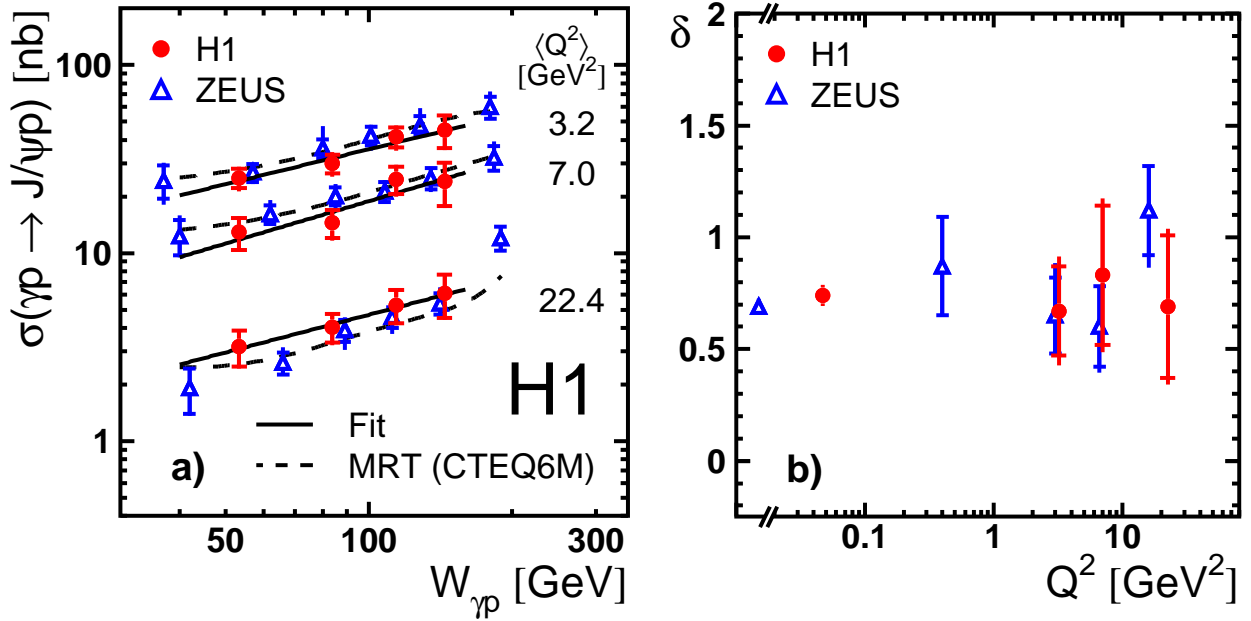 σ(γp → J/ψp) [nb]
100
10
1
H1
ZEUS
⟨Q²⟩
[GeV²]
3.2
7.0
22.4
H1
Fit
MRT (CTEQ6M)
a)
50
100
300
W_γp [GeV]
δ
2
1.5
1
0.5
0
H1
ZEUS
b)
0.1
1
10
Q² [GeV²]